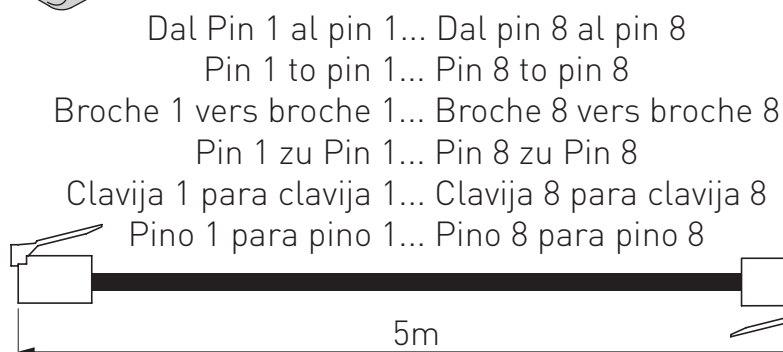 Dal Pin 1 al pin 1... Dal pin 8 al pin 8
Pin 1 to pin 1... Pin 8 to pin 8
Broche 1 vers broche 1... Broche 8 vers broche 8
Pin 1 zu Pin 1... Pin 8 zu Pin 8
Clavija 1 para clavija 1... Clavija 8 para clavija 8
Pino 1 para pino 1... Pino 8 para pino 8
5m